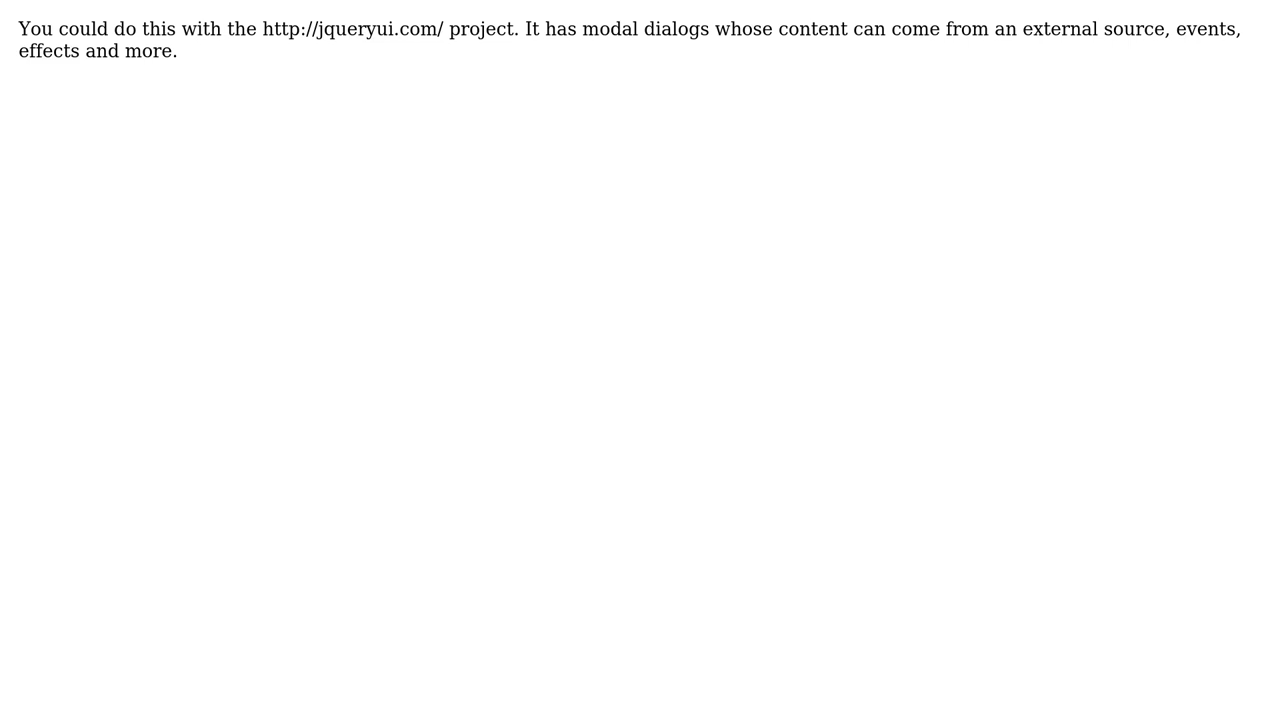 You could do this with the http://jqueryui.com/ project. It has modal dialogs whose content can come from an external source, events,
effects and more.